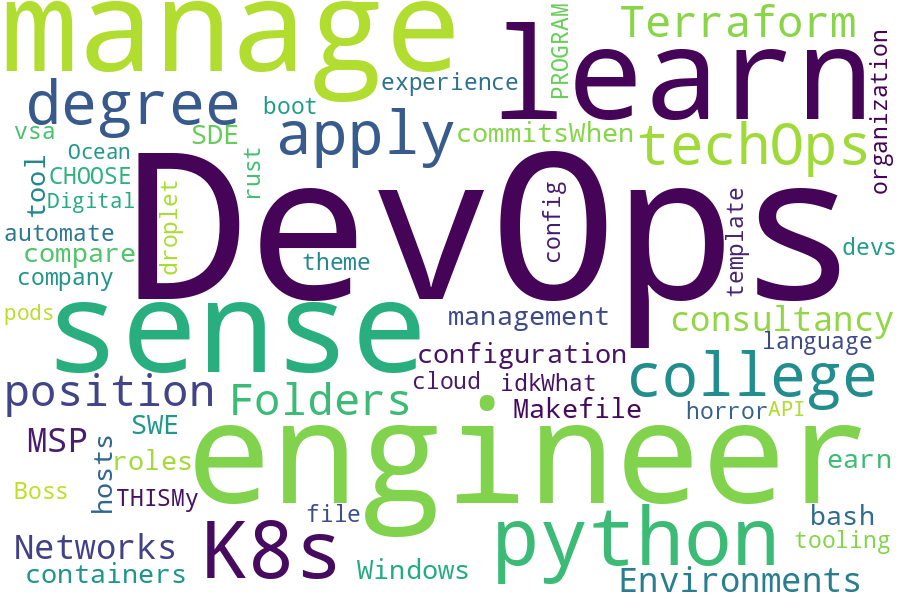 manage
learn
Terraform
PROGRAM
organization
experience
degree
boot
apply
commitsWhen
techOps
vsa
SDE
Ocean
tool
CHOOSE
rust
Digital
DevOps
droplet
config
template
automate
compare
theme
devs
company
pods
sense
management
consultancy
language
configuration
position
Folders
cloud
idkWhat
college
Makefile
horror
API
MSP
SWE
engineer
hosts
roles
earn
Boss
THISMy
file
K8s
python
bash
Networks
tooling
containers
Windows
Environments